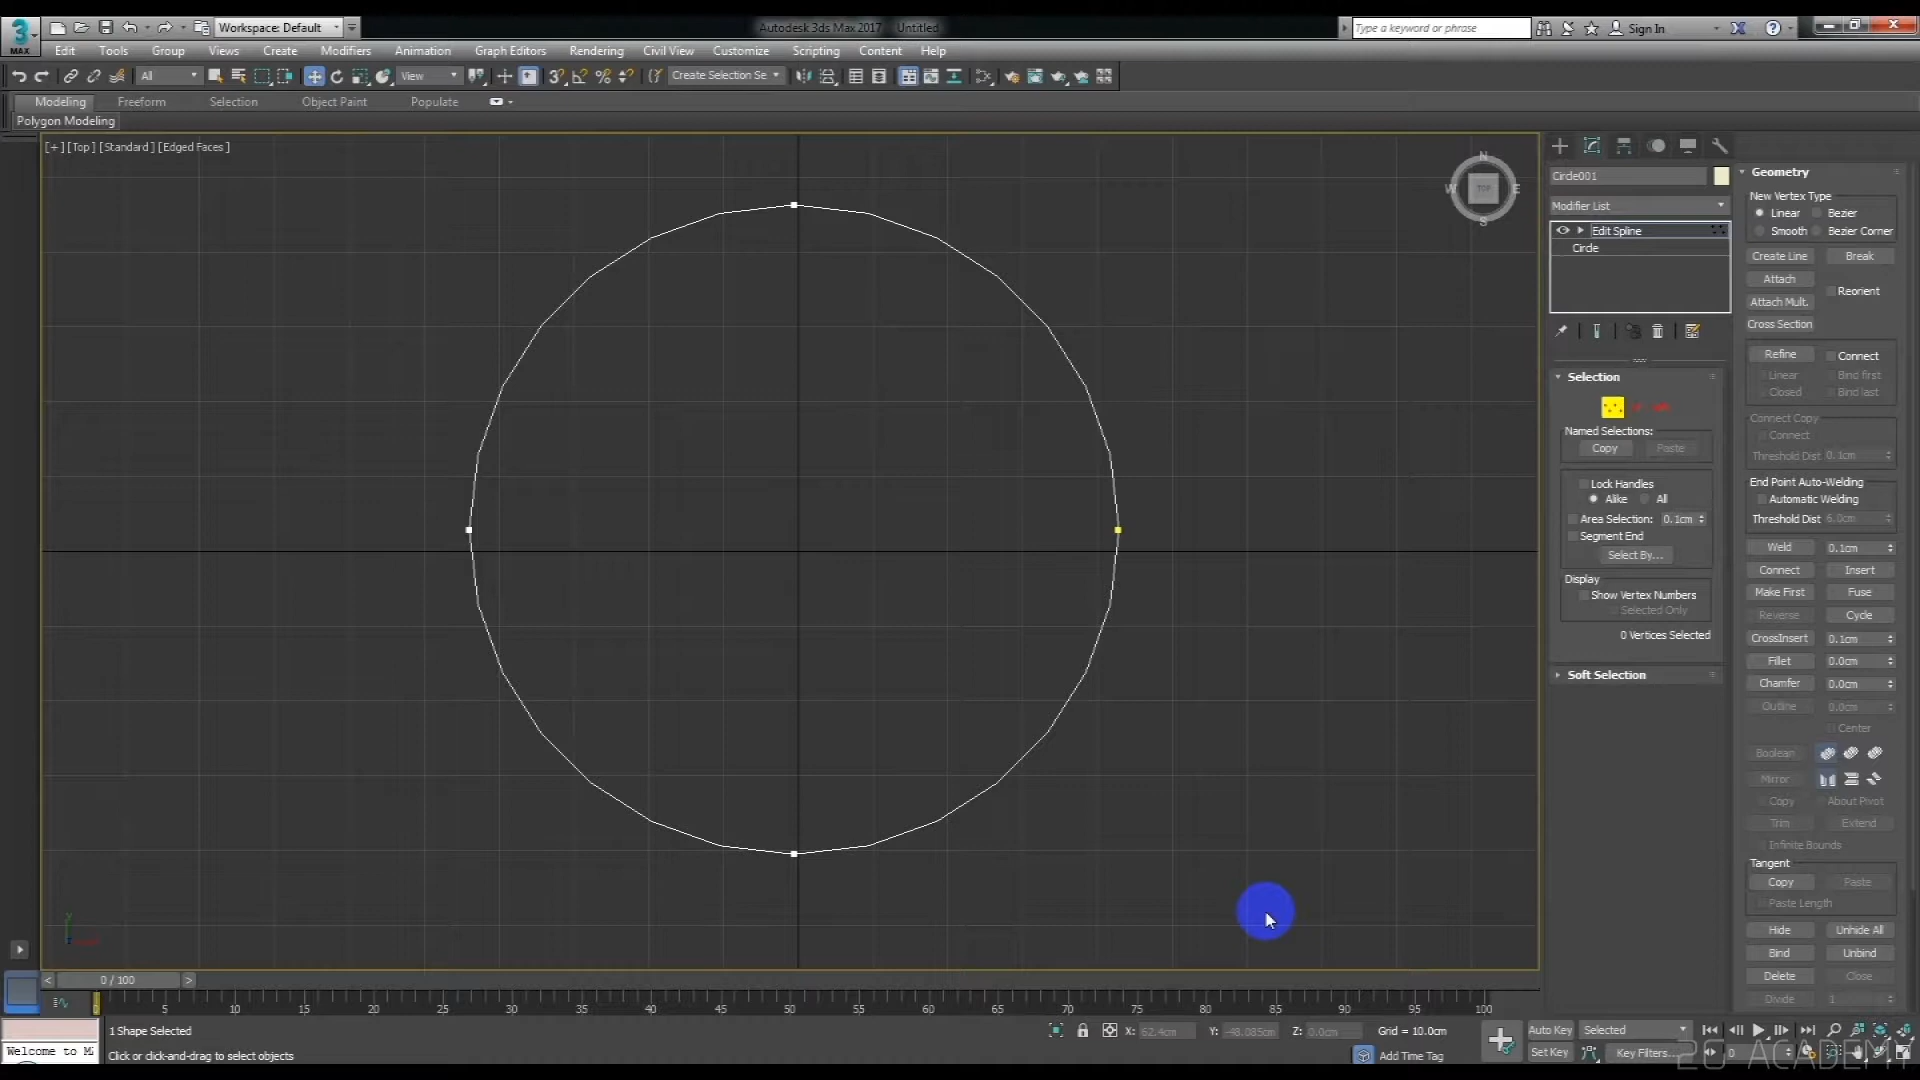 Workspace: Default
Autodesk 3ds Max 2017 Untitled
Type a keyword or phrase
Sign In
MAX
Edit Tools Group Views Create Modifiers Animation Graph Editors Rendering Civil View Customize Scripting Content Help
All
View
Create Selection Se
Modeling Freeform Selection Object Paint Populate
Polygon Modeling
[+] [Top] [Standard] [Edged Faces]
N
W TOP E
S
Circle001
Modifier List
Edit Spline
Circle
Selection
Named Selections:
Copy Paste
Lock Handles
Alike All
Area Selection: 0.1cm
Segment End
Select By...
Display
Show Vertex Numbers
Selected Only
0 Vertices Selected
Soft Selection
Geometry
New Vertex Type
Linear Bezier
Smooth Bezier Corner
Create Line Break
Attach
Reorient
Attach Mult.
Cross Section
Refine Connect
Linear Bind first
Closed Bind last
Connect Copy
Connect
Threshold Dist 0.1cm
End Point Auto-Welding
Automatic Welding
Threshold Dist 6.0cm
Weld 0.1cm
Connect Insert
Make First Fuse
Reverse Cycle
CrossInsert 0.1cm
Fillet 0.0cm
Chamfer 0.0cm
Outline 0.0cm
Center
Boolean
Mirror
Copy About Pivot
Trim Extend
Infinite Bounds
Tangent
Copy Paste
Paste Length
Hide Unhide All
Bind Unbind
Delete Close
Divide 1
y
< 0 / 100 >
0 5 10 15 20 25 30 35 40 45 50 55 60 65 70 75 80 85 90 95 100
1 Shape Selected
X: 62.4cm Y: -48.085cm Z: 0.0cm Grid = 10.0cm
Auto Key Selected
Welcome to M
Click or click-and-drag to select objects
Add Time Tag
Set Key Key Filters...
0
2G ACADEMY